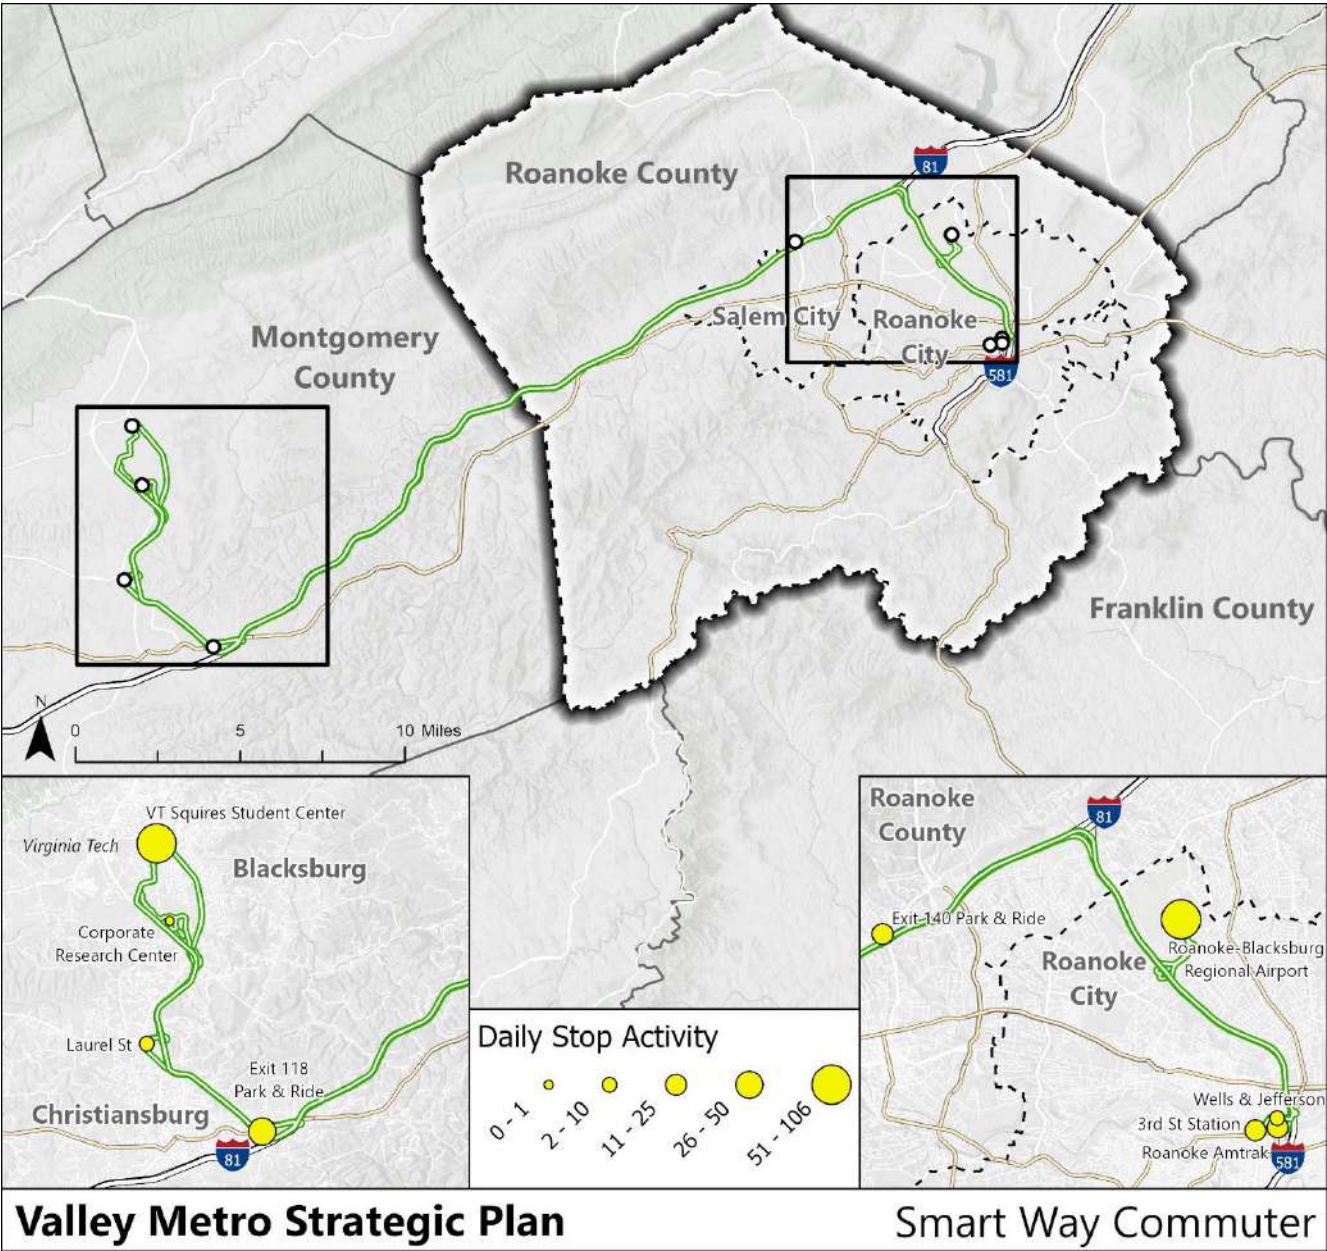 81
Roanoke County
Salem City
Roanoke
City
581
Montgomery
County
Franklin County
N
0 5 10 Miles
VT Squires Student Center
Virginia Tech
Blacksburg
Corporate
Research Center
Laurel St
Exit 118
Park & Ride
Christiansburg
81
Daily Stop Activity
0 - 1
2 - 10
11 - 25
26 - 50
51 - 106
Roanoke
County
81
Exit 140 Park & Ride
Roanoke-Blacksburg
Regional Airport
Roanoke
City
Wells & Jefferson
3rd St Station
Roanoke Amtrak
581
Valley Metro Strategic Plan
Smart Way Commuter